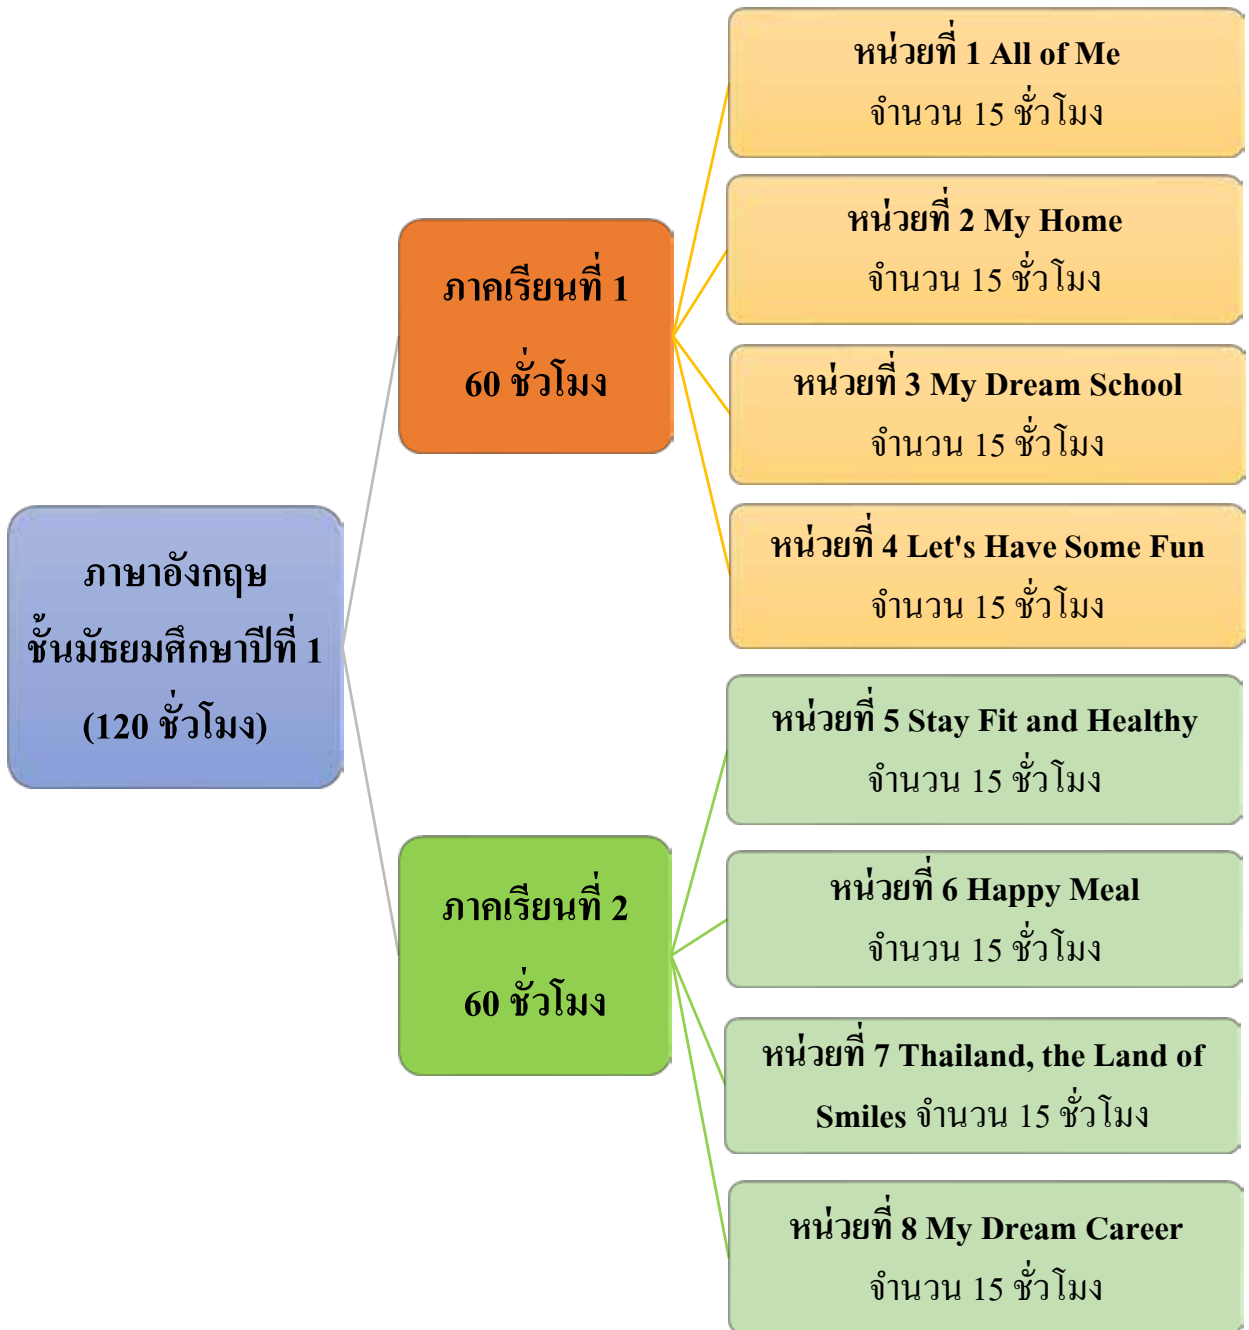 ภาษาอังกฤษ
ชั้นมัธยมศึกษาปีที่ 1
(120 ชั่วโมง)
ภาคเรียนที่ 1
60 ชั่วโมง
หน่วยที่ 1 All of Me
จำนวน 15 ชั่วโมง
หน่วยที่ 2 My Home
จำนวน 15 ชั่วโมง
หน่วยที่ 3 My Dream School
จำนวน 15 ชั่วโมง
หน่วยที่ 4 Let's Have Some Fun
จำนวน 15 ชั่วโมง
ภาคเรียนที่ 2
60 ชั่วโมง
หน่วยที่ 5 Stay Fit and Healthy
จำนวน 15 ชั่วโมง
หน่วยที่ 6 Happy Meal
จำนวน 15 ชั่วโมง
หน่วยที่ 7 Thailand, the Land of
Smiles จำนวน 15 ชั่วโมง
หน่วยที่ 8 My Dream Career
จำนวน 15 ชั่วโมง